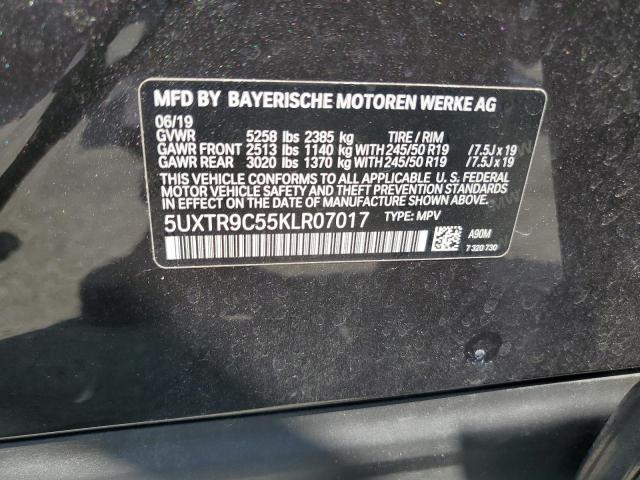 MFD BY BAYERISCHE MOTOREN WERKE AG
06/19
GVWR 5258 lbs 2385 kg TIRE / RIM
GAWR FRONT 2513 lbs 1140 kg WITH 245/50 R19 / 7.5J x 19
GAWR REAR 3020 lbs 1370 kg WITH 245/50 R19 / 7.5J x 19
THIS VEHICLE CONFORMS TO ALL APPLICABLE U. S. FEDERAL
MOTOR VEHICLE SAFETY AND THEFT PREVENTION STANDARDS
IN EFFECT ON THE DATE OF MANUFACTURE SHOWN ABOVE.
5UXTR9C55KLR07017 TYPE: MPV
A90M
7 320 730